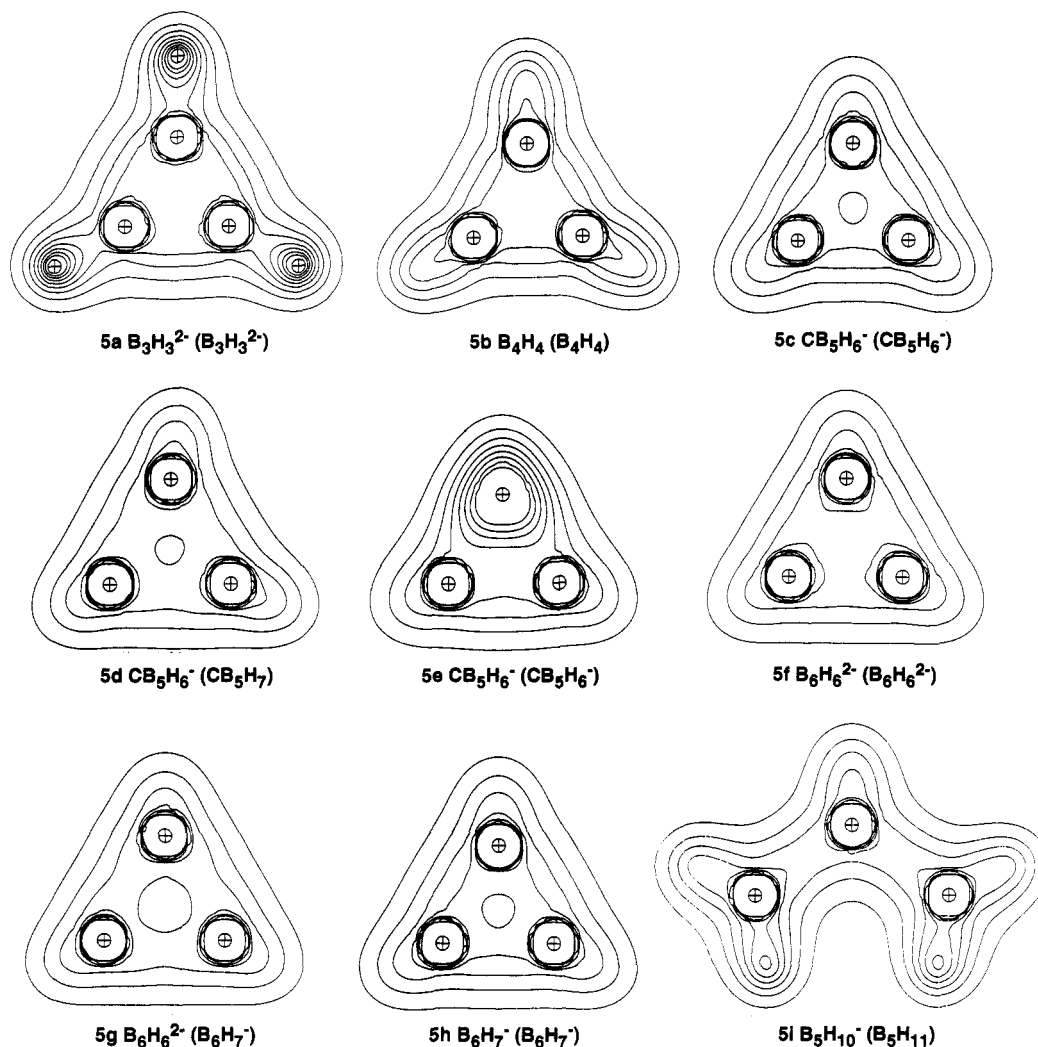 5a B₃H₃²⁻ (B₃H₃²⁻)
5b B₄H₄ (B₄H₄)
5c CB₅H₆⁻ (CB₅H₆⁻)
5d CB₅H₆⁻ (CB₅H₇)
5e CB₅H₆⁻ (CB₅H₆⁻)
5f B₆H₆²⁻ (B₆H₆²⁻)
5g B₆H₆²⁻ (B₆H₇⁻)
5h B₆H₇⁻ (B₆H₇⁻)
5i B₅H₁₀⁻ (B₅H₁₁)